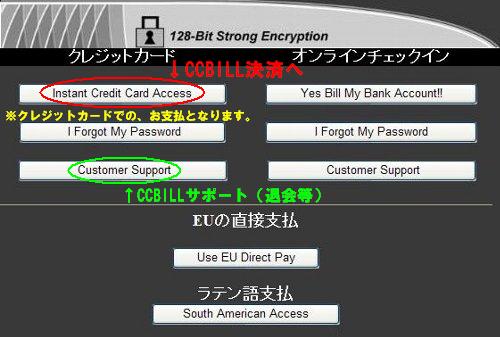 128-Bit Strong Encryption
クレジットカード オンラインチェックイン
↓CCBILL決済へ
Instant Credit Card Access Yes Bill My Bank Account!!
※クレジットカードでの、お支払となります。
I Forgot My Password I Forgot My Password
Customer Support Customer Support
↑CCBILLサポート（退会等）
EUの直接支払
Use EU Direct Pay
ラテン語支払
South American Access